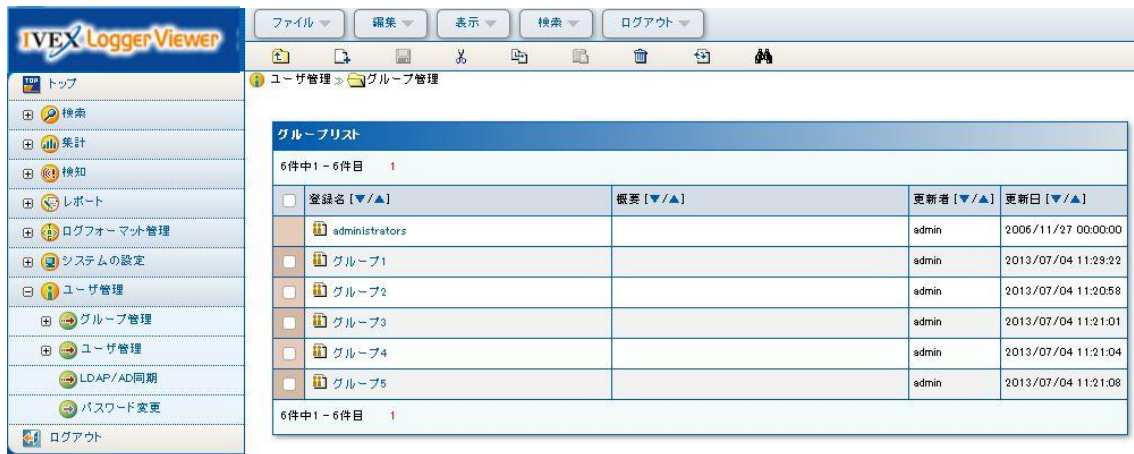 IVEX Logger Viewer
ファイル 編集 表示 検索 ログアウト
ユーザ管理 ≫ グループ管理
TOP トップ
検索
集計
検知
レポート
ログフォーマット管理
システムの設定
ユーザ管理
グループ管理
ユーザ管理
LDAP/AD同期
パスワード変更
ログアウト
グループリスト
6件中1-6件目 1
登録名[▼/▲] 概要[▼/▲] 更新者[▼/▲] 更新日[▼/▲]
administrators admin 2006/11/27 00:00:00
グループ1 admin 2013/07/04 11:29:22
グループ2 admin 2013/07/04 11:20:58
グループ3 admin 2013/07/04 11:21:01
グループ4 admin 2013/07/04 11:21:04
グループ5 admin 2013/07/04 11:21:08
6件中1-6件目 1